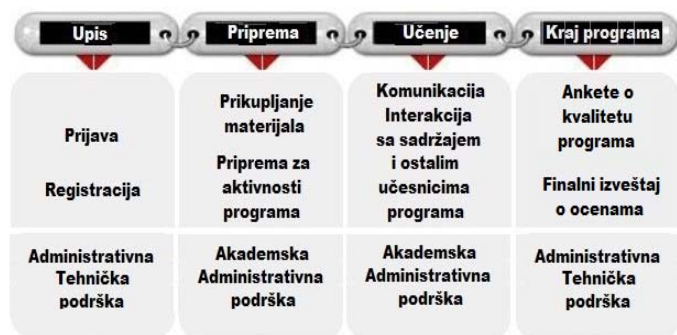 Upis
Priprema
Učenje
Kraj programa
Prijava
Registracija
Prikupljanje
materijala
Priprema za
aktivnosti
programa
Komunikacija
Interakcija
sa sadržajem
i ostalim
učesnicima
programa
Ankete o
kvalitetu
programa
Finalni izveštaj
o ocenama
Administrativna
Tehnička
podrška
Akademska
Administrativna
podrška
Akademska
Administrativna
podrška
Administrativna
Tehnička
podrška